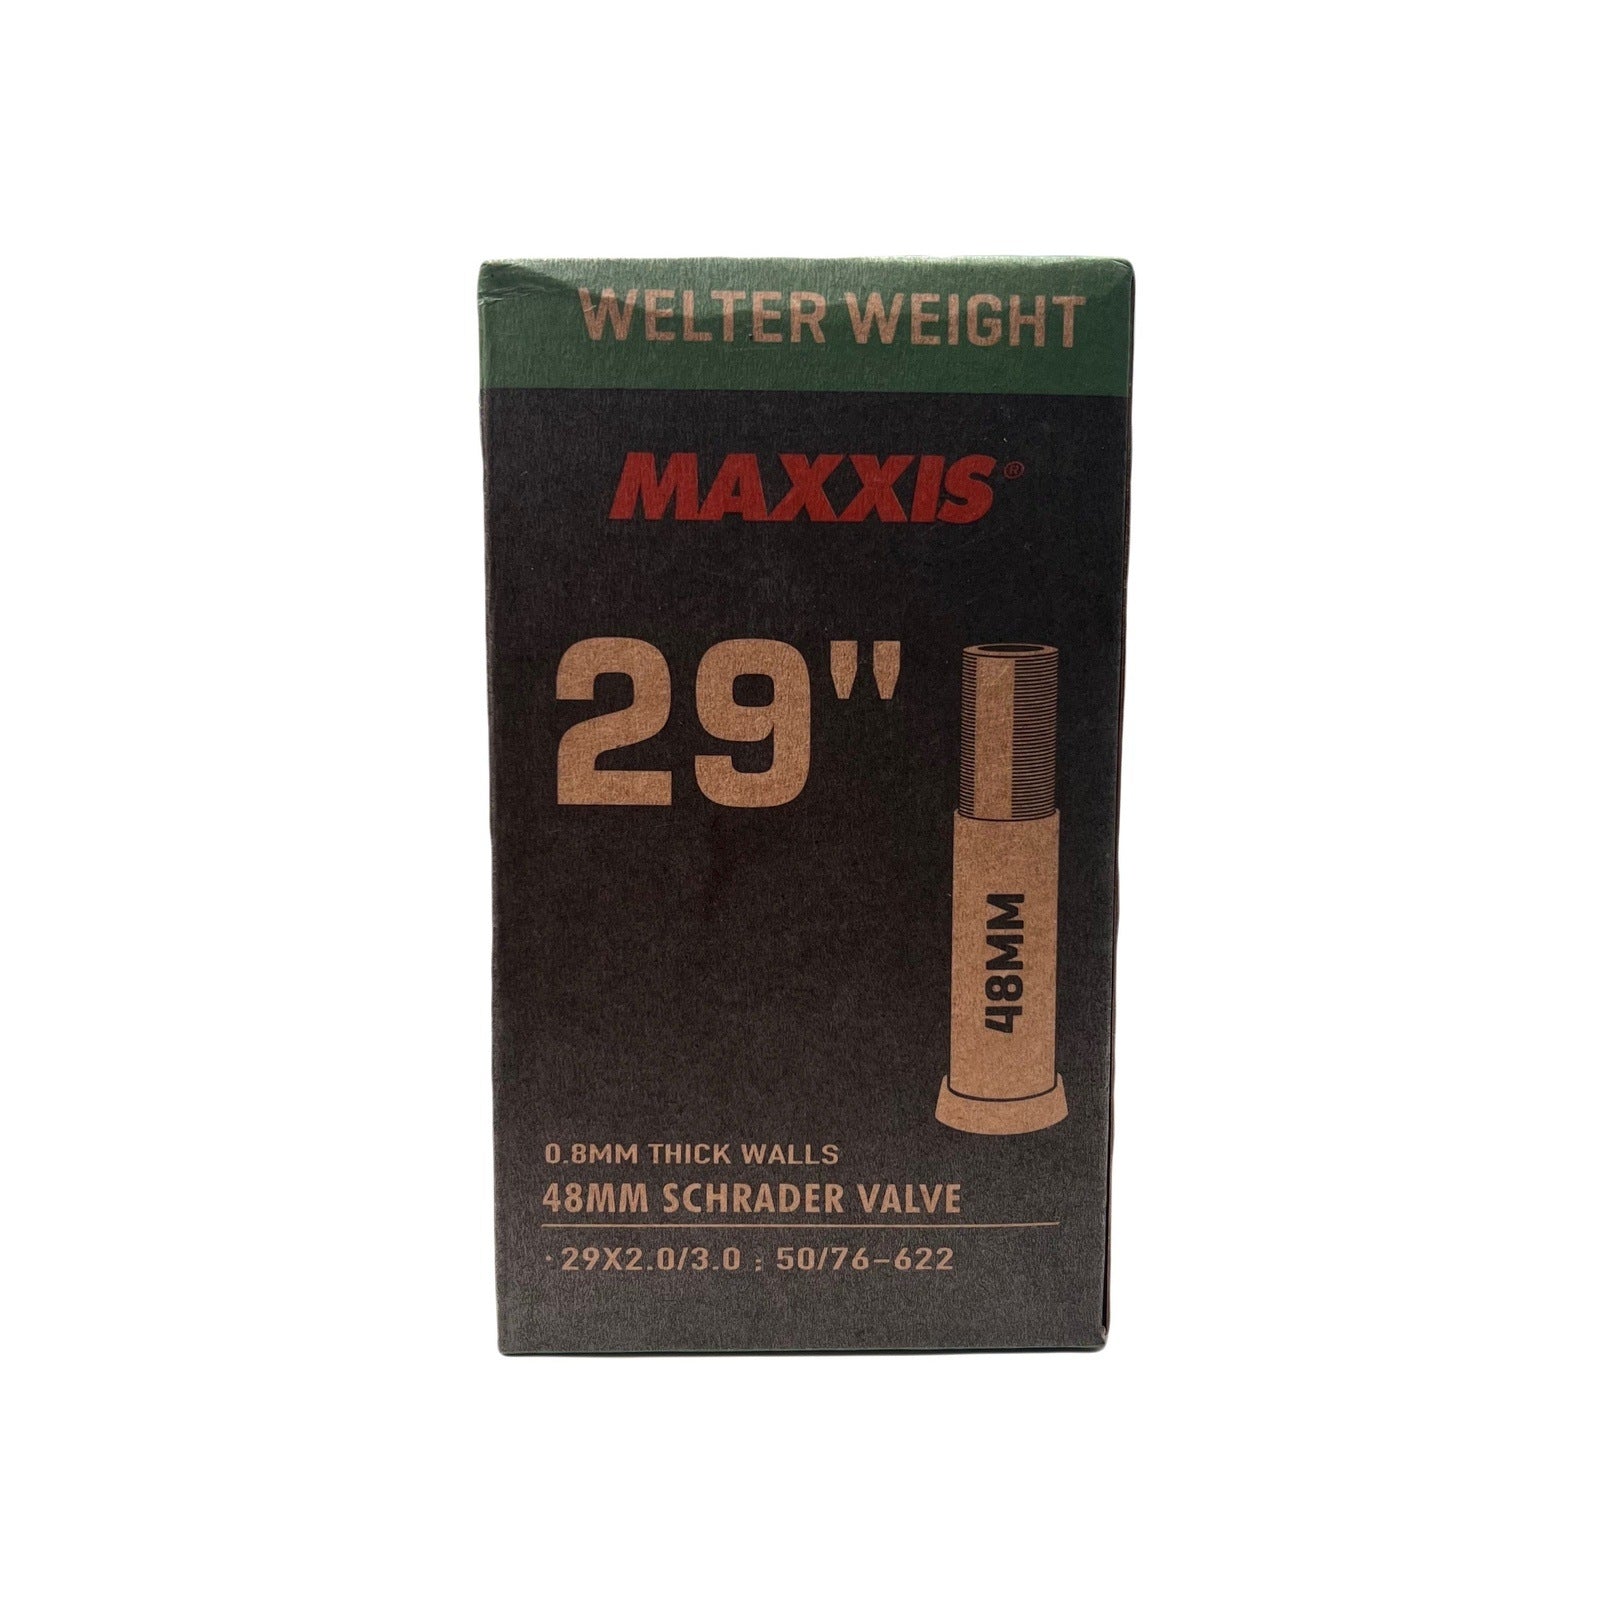 WELTER WEIGHT
MAXXIS®
29"
48MM
0.8MM THICK WALLS
48MM SCHRADER VALVE
· 29X2.0/3.0 ; 50/76-622